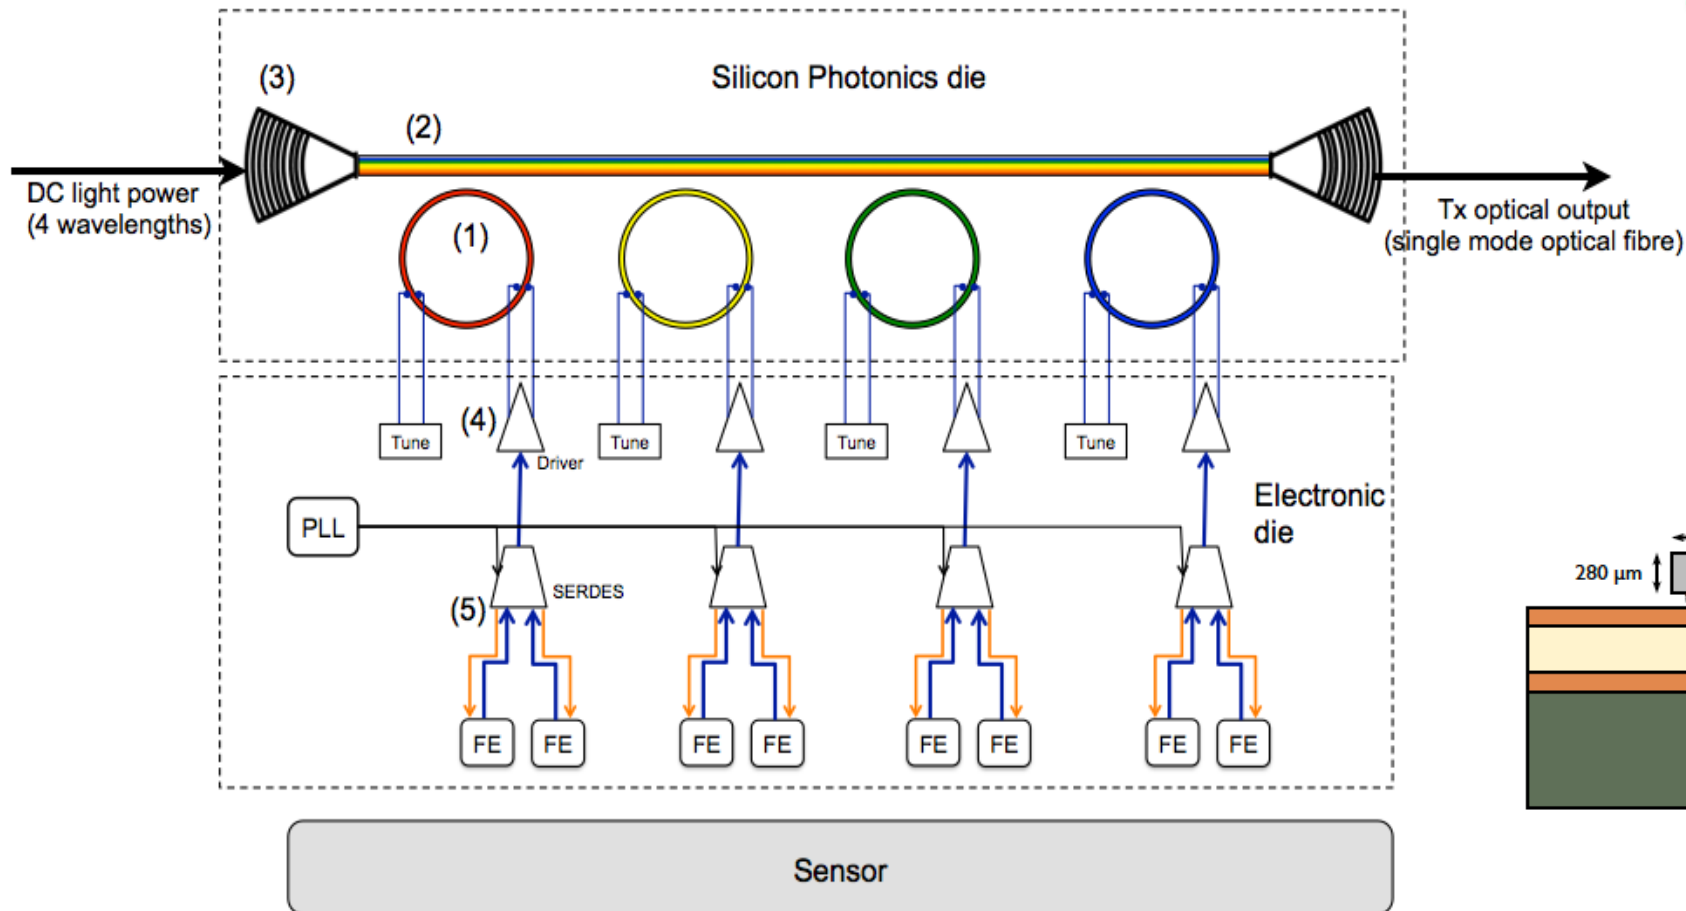 (3)
Silicon Photonics die
(2)
DC light power
(4 wavelengths)
(1)
Tx optical output
(single mode optical fibre)
(4)
Tune
Tune
Tune
Tune
Driver
PLL
Electronic
die
(5)
SERDES
280 µm
FE
FE
FE
FE
FE
FE
FE
FE
Sensor